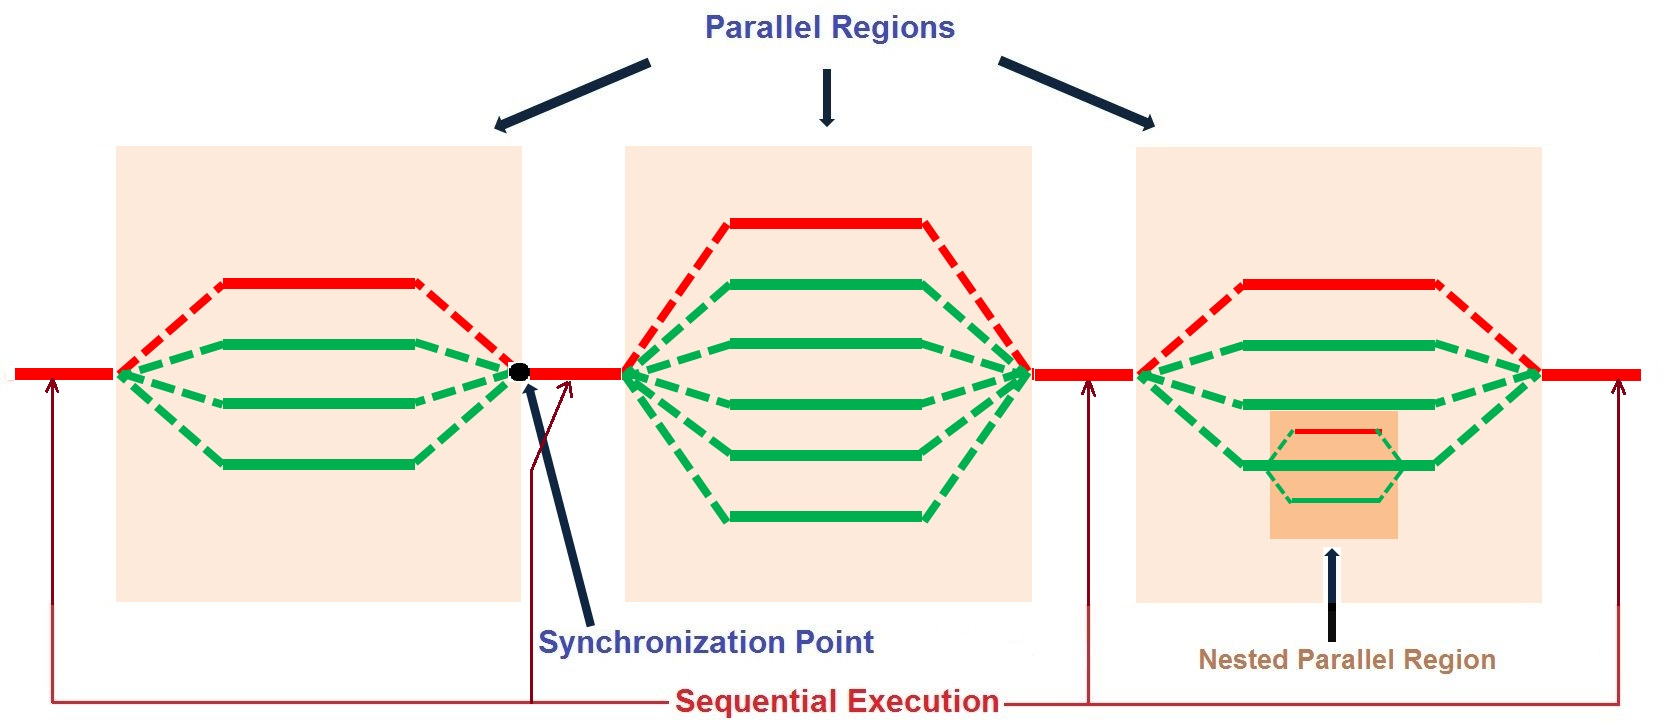 Parallel Regions
Synchronization Point
Nested Parallel Region
Sequential Execution